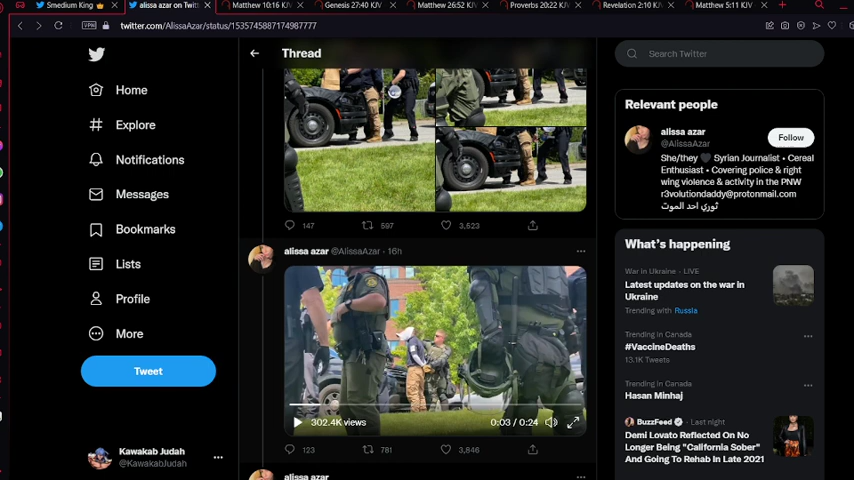 Smedium King
alissa azar on Twit
Matthew 10:16 KJV
Genesis 27:40 KJV
Matthew 26:52 KJV
Proverbs 20:22 KJV
Revelation 2:10 KJV
Matthew 5:11 KJV
VPN
twitter.com/AlissaAzar/status/1535745887174987777
Home
Explore
Notifications
Messages
Bookmarks
Lists
Profile
More
Tweet
Kawakab Judah
@KawakabJudah
Thread
147 597 3,523
alissa azar @AlissaAzar · 16h
302.4K views 0:03 / 0:24
123 781 3,846
alissa azar
Search Twitter
Relevant people
alissa azar
@AlissaAzar
Follow
She/they 🖤 Syrian Journalist • Cereal
Enthusiast • Covering police & right
wing violence & activity in the PNW
r3volutiondaddy@protonmail.com
ثوري احد الموت
What's happening
War in Ukraine · LIVE
Latest updates on the war in
Ukraine
Trending with Russia
Trending in Canada
#VaccineDeaths
13.1K Tweets
Trending in Canada
Hasan Minhaj
BuzzFeed · Last night
Demi Lovato Reflected On No
Longer Being "California Sober"
And Going To Rehab In Late 2021